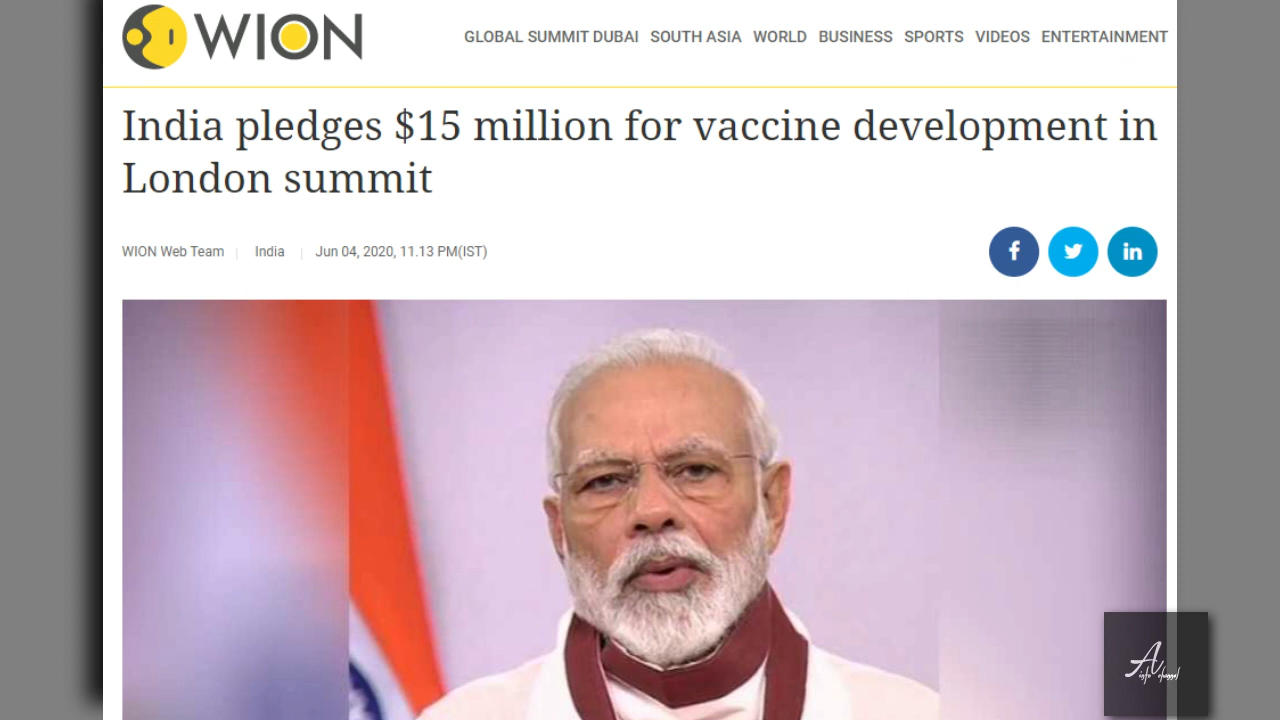 WION
GLOBAL SUMMIT DUBAI SOUTH ASIA WORLD BUSINESS SPORTS VIDEOS ENTERTAINMENT
India pledges $15 million for vaccine development in
London summit
WION Web Team | India | Jun 04, 2020, 11.13 PM(IST)
f in